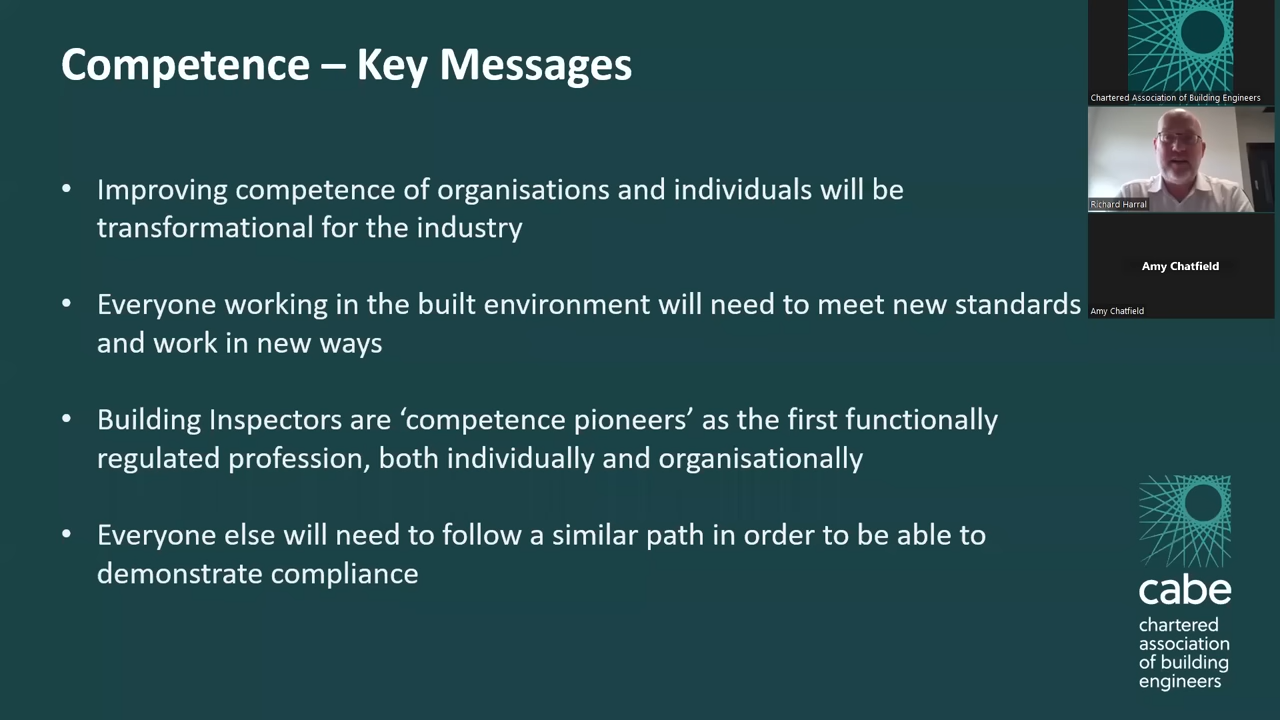 Competence – Key Messages
• Improving competence of organisations and individuals will be
transformational for the industry
• Everyone working in the built environment will need to meet new standards
and work in new ways
• Building Inspectors are ‘competence pioneers’ as the first functionally
regulated profession, both individually and organisationally
• Everyone else will need to follow a similar path in order to be able to
demonstrate compliance
Chartered Association of Building Engineers
Richard Harral
Amy Chatfield
Amy Chatfield
cabe
chartered
association
of building
engineers